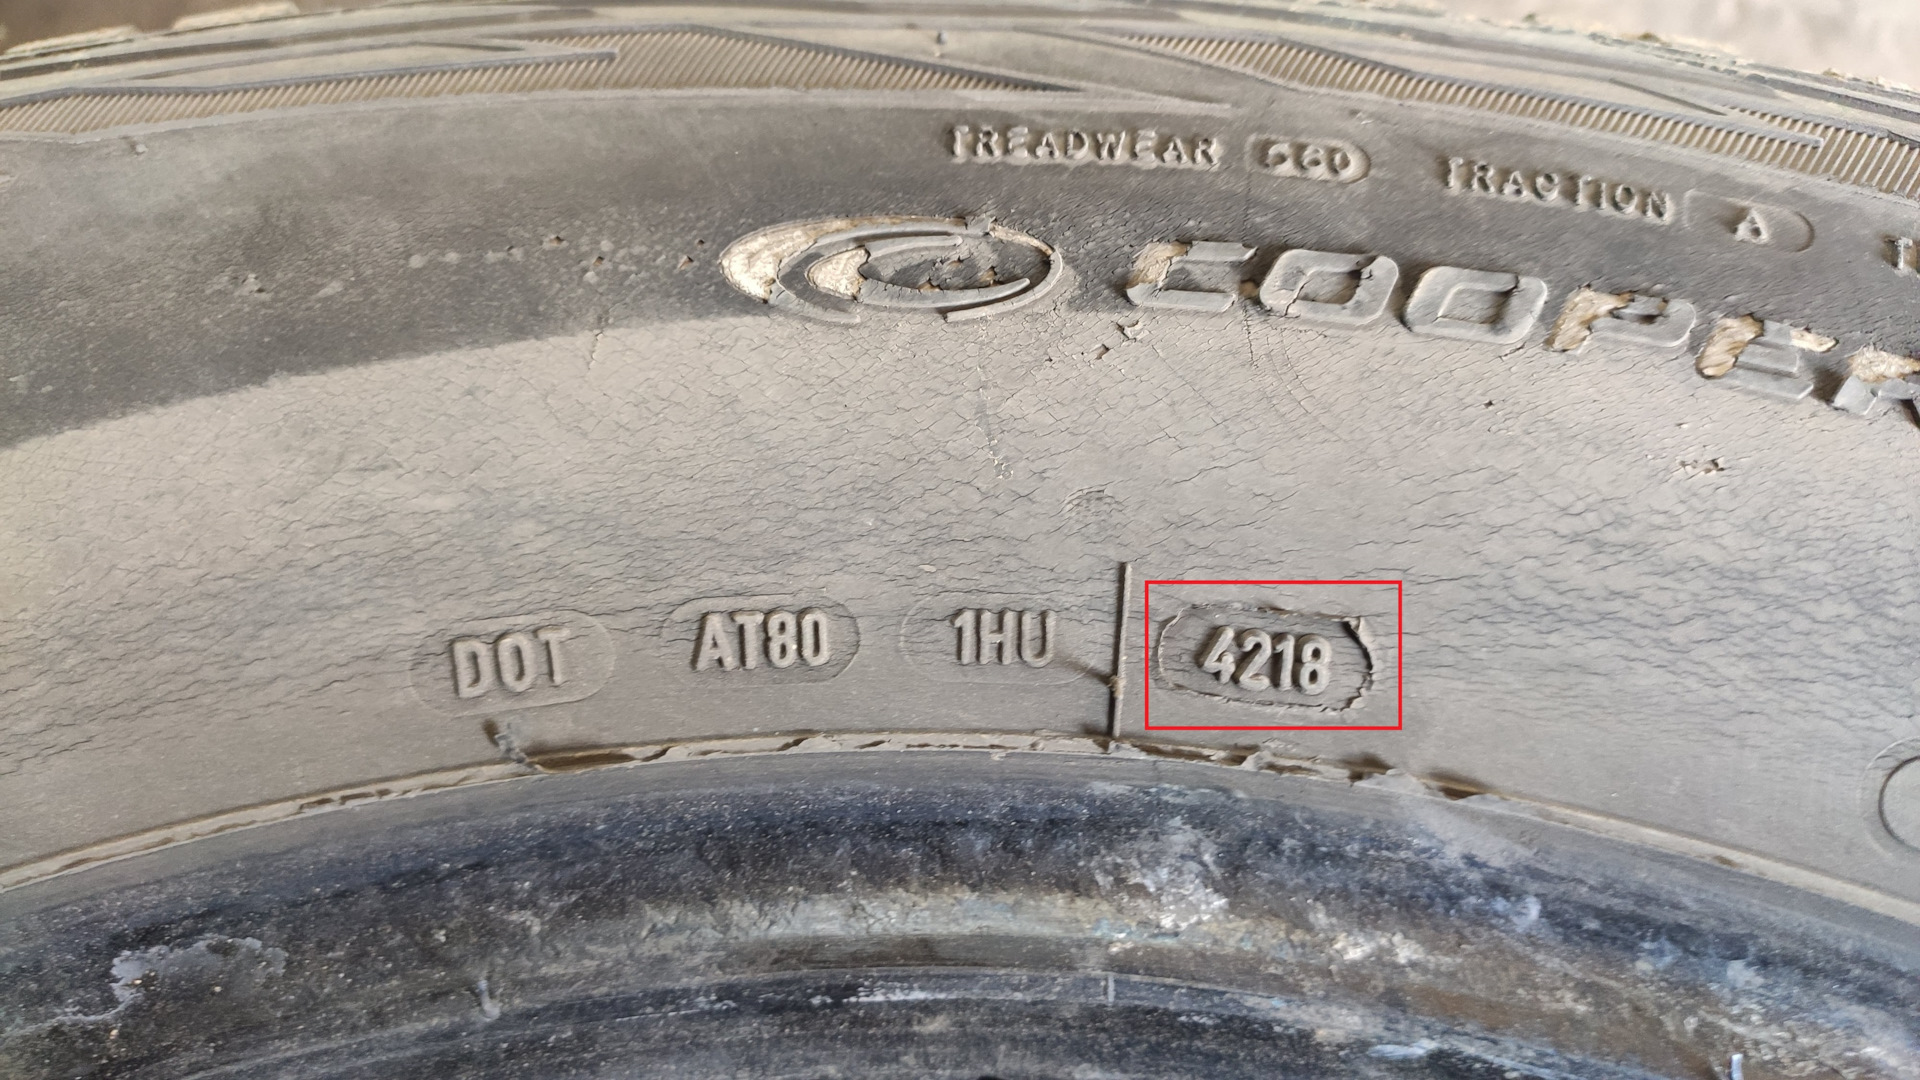 TREADWEAR 580 TRACTION A T
COOPER
DOT AT80 1HU 4218